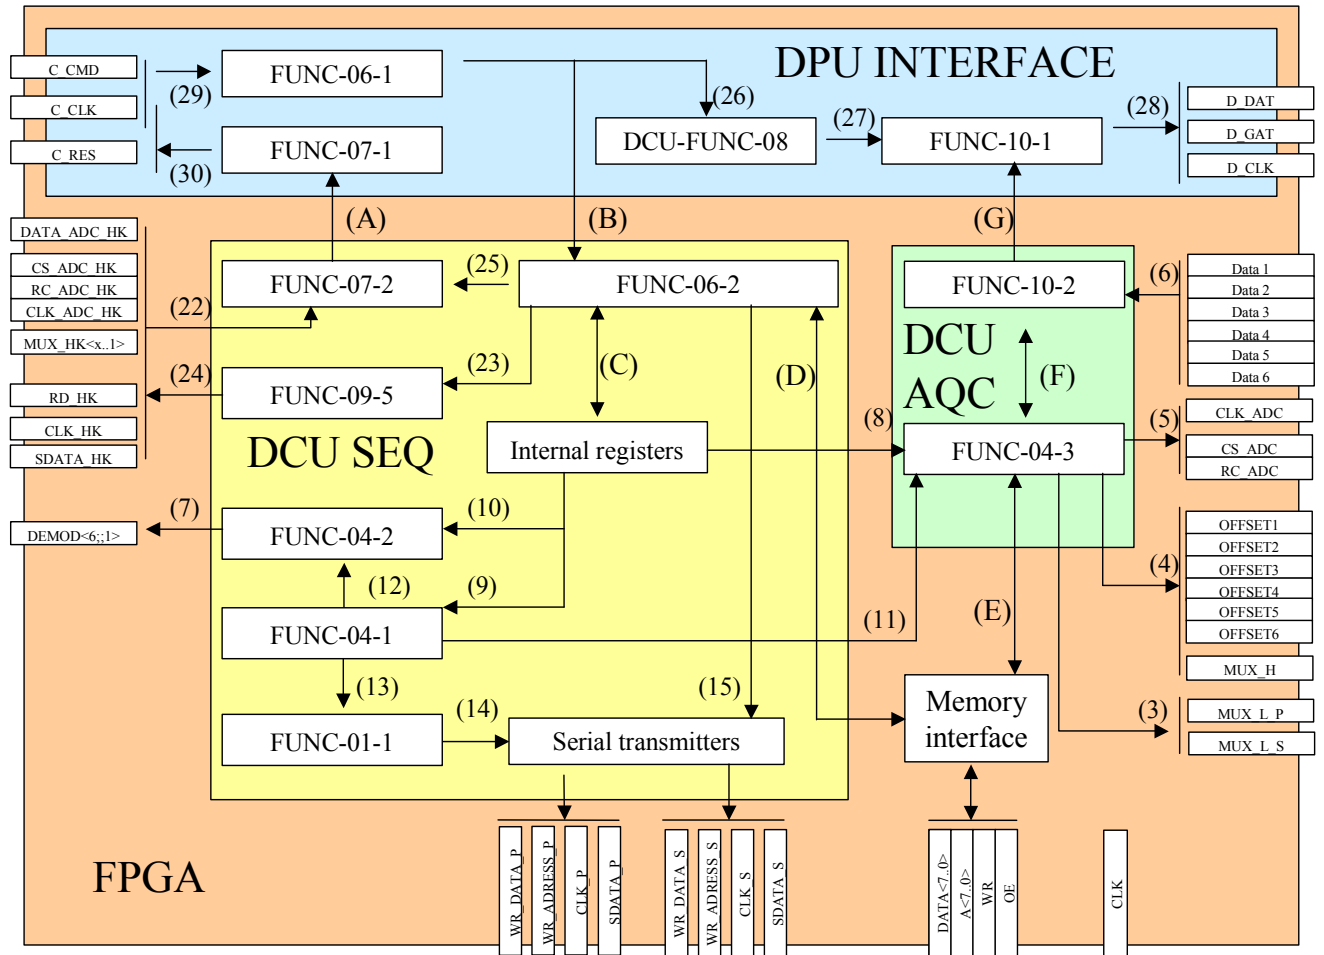 DPU INTERFACE
C_CMD
C_CLK
C_RES
(29)
(30)
FUNC-06-1
FUNC-07-1
(26)
DCU-FUNC-08
(27)
FUNC-10-1
(28)
D_DAT
D_GAT
D_CLK
(A)
(B)
(G)
DATA_ADC_HK
CS_ADC_HK
RC_ADC_HK
CLK_ADC_HK
MUX_HK<x..1>
RD_HK
CLK_HK
SDATA_HK
DEMOD<6;;1>
(22)
(24)
(7)
FUNC-07-2
(25)
FUNC-06-2
(23)
(C)
(D)
FUNC-09-5
DCU SEQ
Internal registers
(8)
FUNC-04-2
(10)
(12)
(9)
FUNC-04-1
(11)
(13)
FUNC-01-1
(14)
(15)
Serial transmitters
FUNC-10-2
DCU
AQC
(F)
FUNC-04-3
(6)
Data 1
Data 2
Data 3
Data 4
Data 5
Data 6
(5)
CLK_ADC
CS_ADC
RC_ADC
(4)
OFFSET1
OFFSET2
OFFSET3
OFFSET4
OFFSET5
OFFSET6
MUX_H
(E)
Memory
interface
(3)
MUX_L_P
MUX_L_S
FPGA
WR_DATA_P
WR_ADRESS_P
CLK_P
SDATA_P
WR_DATA_S
WR_ADRESS_S
CLK_S
SDATA_S
DATA<7..0>
A<7..0>
WR
OE
CLK